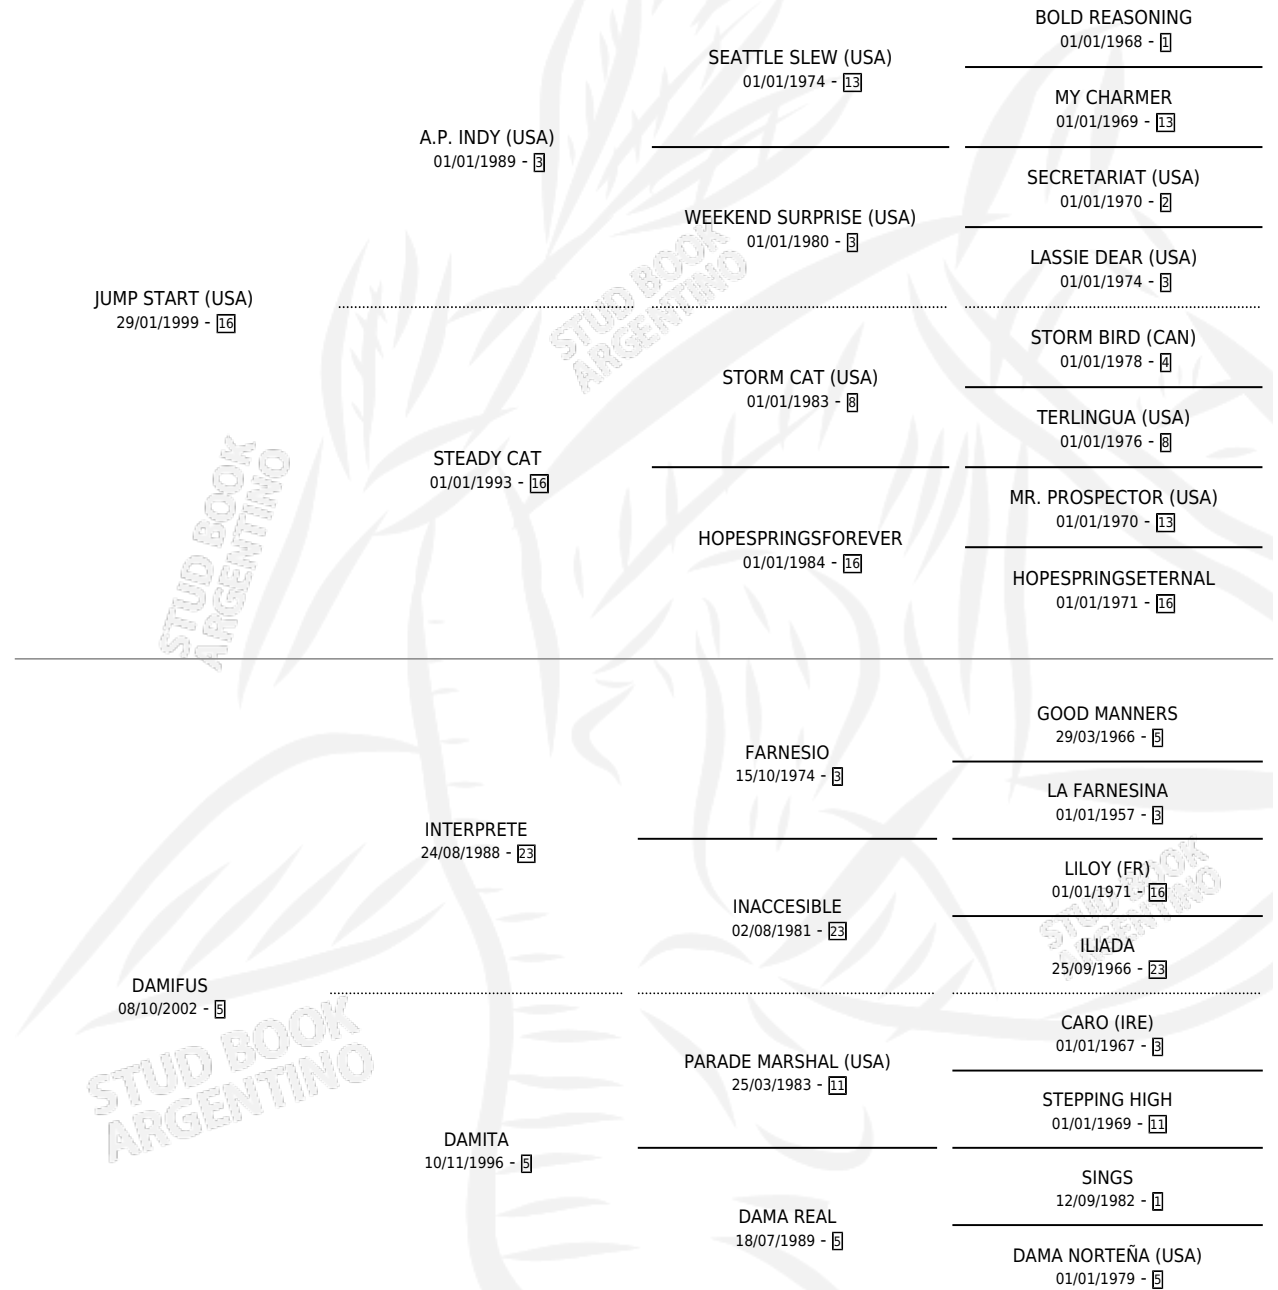 BOLD REASONING
01/01/1968 - 1
SEATTLE SLEW (USA)
01/01/1974 - 13
MY CHARMER
01/01/1969 - 13
A.P. INDY (USA)
01/01/1989 - 3
SECRETARIAT (USA)
01/01/1970 - 2
WEEKEND SURPRISE (USA)
01/01/1980 - 3
LASSIE DEAR (USA)
01/01/1974 - 3
JUMP START (USA)
29/01/1999 - 16
STUD BOOK
ARGENTINO
STORM BIRD (CAN)
01/01/1978 - 4
STORM CAT (USA)
01/01/1983 - 8
TERLINGUA (USA)
01/01/1976 - 8
STEADY CAT
01/01/1993 - 16
MR. PROSPECTOR (USA)
01/01/1970 - 13
HOPESPRINGSFOREVER
01/01/1984 - 16
HOPESPRINGSETERNAL
01/01/1971 - 16
STUD BOOK
ARGENTINO
GOOD MANNERS
29/03/1966 - 5
FARNESIO
15/10/1974 - 3
LA FARNESINA
01/01/1957 - 3
INTERPRETE
24/08/1988 - 23
LILOY (FR)
01/01/1971 - 16
INACCESIBLE
02/08/1981 - 23
ILIADA
25/09/1966 - 23
STUD BOOK
ARGENTINO
DAMIFUS
08/10/2002 - 5
CARO (IRE)
01/01/1967 - 3
PARADE MARSHAL (USA)
25/03/1983 - 11
STEPPING HIGH
01/01/1969 - 11
STUD BOOK
ARGENTINO
DAMITA
10/11/1996 - 5
SINGS
12/09/1982 - 1
DAMA REAL
18/07/1989 - 5
DAMA NORTEÑA (USA)
01/01/1979 - 5